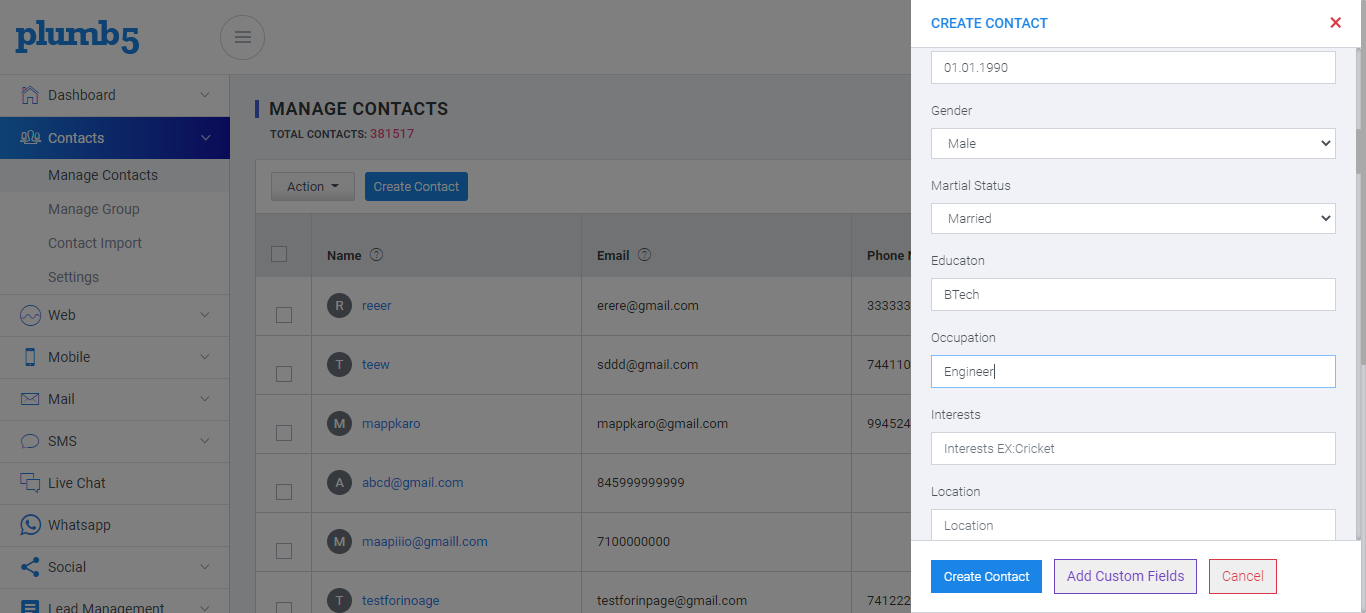 plumb5
Dashboard
Contacts
Manage Contacts
Manage Group
Contact Import
Settings
Web
Mobile
Mail
SMS
Live Chat
Whatsapp
Social
Lead Management
MANAGE CONTACTS
TOTAL CONTACTS: 381517
Action Create Contact
Name ? Email ? Phone
R reeer erere@gmail.com 333333
T teew sddd@gmail.com 744110
M mappkaro mappkaro@gmail.com 994524
A abcd@gmail.com 845999999999
M maapiiio@gmaill.com 7100000000
T testforinoage testforinpage@gmail.com 741222
CREATE CONTACT
01.01.1990
Gender
Male
Martial Status
Married
Educaton
BTech
Occupation
Engineer
Interests
Interests EX:Cricket
Location
Location
Create Contact Add Custom Fields Cancel